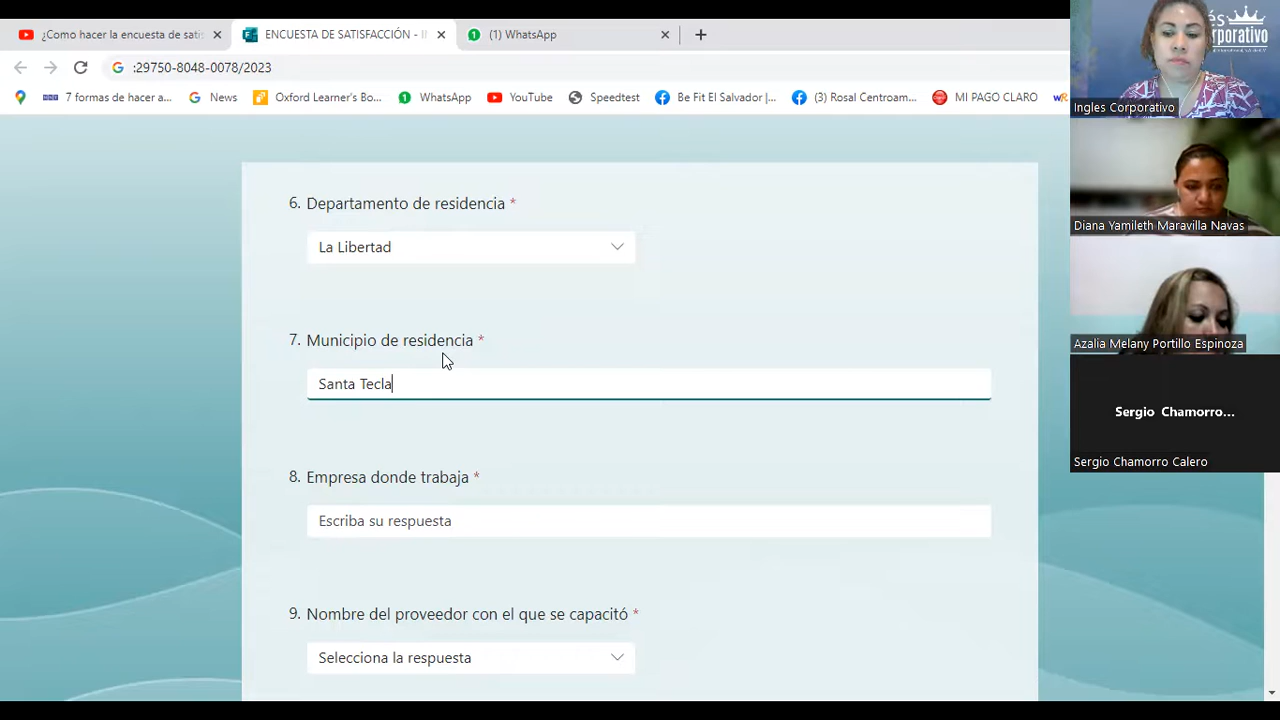 ¿Como hacer la encuesta de sati
ENCUESTA DE SATISFACCIÓN - I
(1) WhatsApp
:29750-8048-0078/2023
7 formas de hacer a...
News
Oxford Learner's Bo...
WhatsApp
YouTube
Speedtest
Be Fit El Salvador |...
(3) Rosal Centroam...
MI PAGO CLARO
6. Departamento de residencia *
La Libertad
7. Municipio de residencia *
Santa Tecla
8. Empresa donde trabaja *
Escriba su respuesta
9. Nombre del proveedor con el que se capacitó *
Selecciona la respuesta
és
rporativo
Ingles Corporativo
Diana Yamileth Maravilla Navas
Azalia Melany Portillo Espinoza
Sergio Chamorro...
Sergio Chamorro Calero